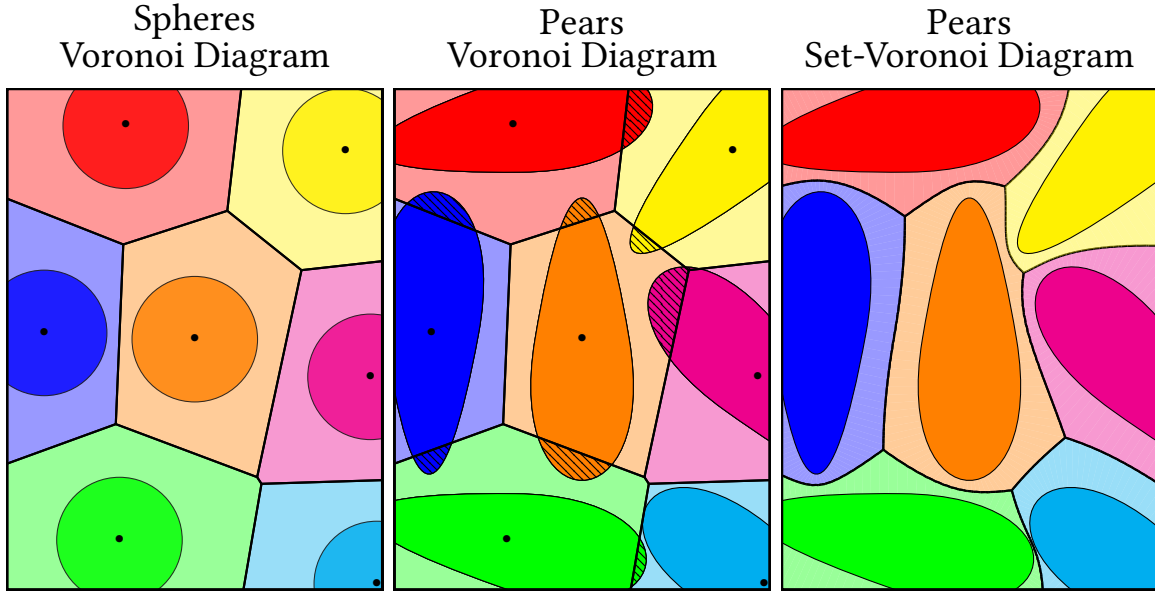 Spheres
Voronoi Diagram
Pears
Voronoi Diagram
Pears
Set-Voronoi Diagram